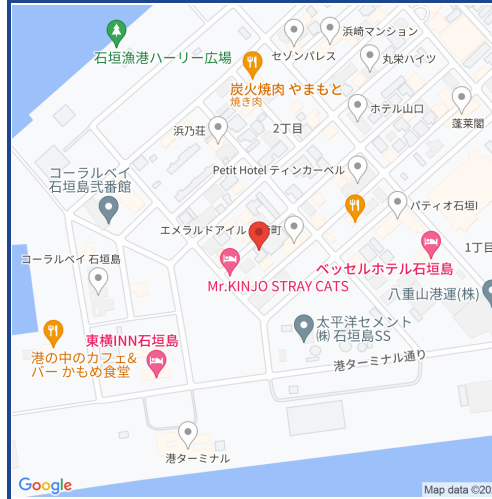 浜崎マンション
セゾンパレス
石垣漁港ハーリー広場
丸栄ハイツ
炭火焼肉 やまもと
焼き肉
ホテル山口
浜乃荘
2丁目
蓬莱閣
Petit Hotel ティンカーベル
コーラルベイ
石垣島弐番館
パティオ石垣I
エメラルドアイル
町
1丁目
コーラルベイ 石垣島
ベッセルホテル石垣島
Mr.KINJO STRAY CATS
八重山港運(株)
太平洋セメント
㈱ 石垣島SS
東横INN石垣島
港の中のカフェ&
バー かもめ食堂
港ターミナル通り
港ターミナル
Google
Map data ©20